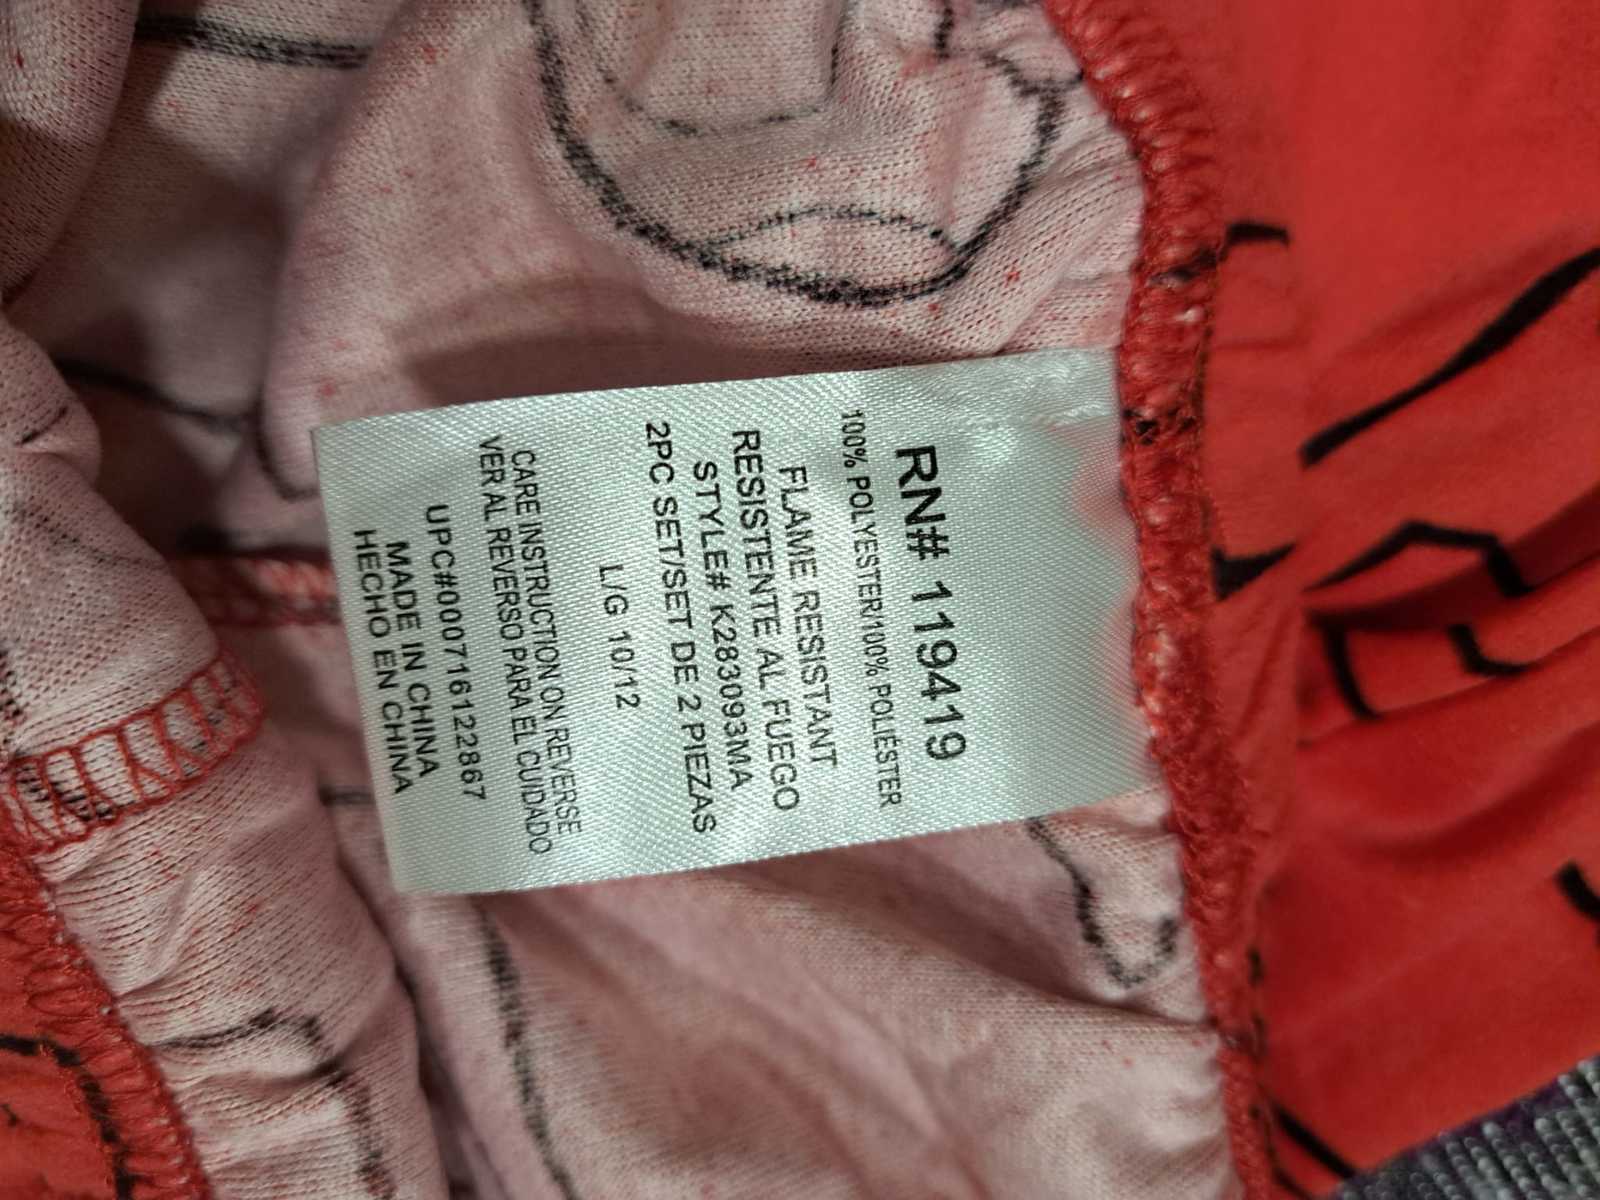 RN# 119419
100% POLYESTER/100% POLIÉSTER
FLAME RESISTANT
RESISTENTE AL FUEGO
STYLE# K283093MA
2PC SET/SET DE 2 PIEZAS
L/G 10/12
CARE INSTRUCTION ON REVERSE
VER AL REVERSO PARA EL CUIDADO
UPC#00071612​2867
MADE IN CHINA
HECHO EN CHINA